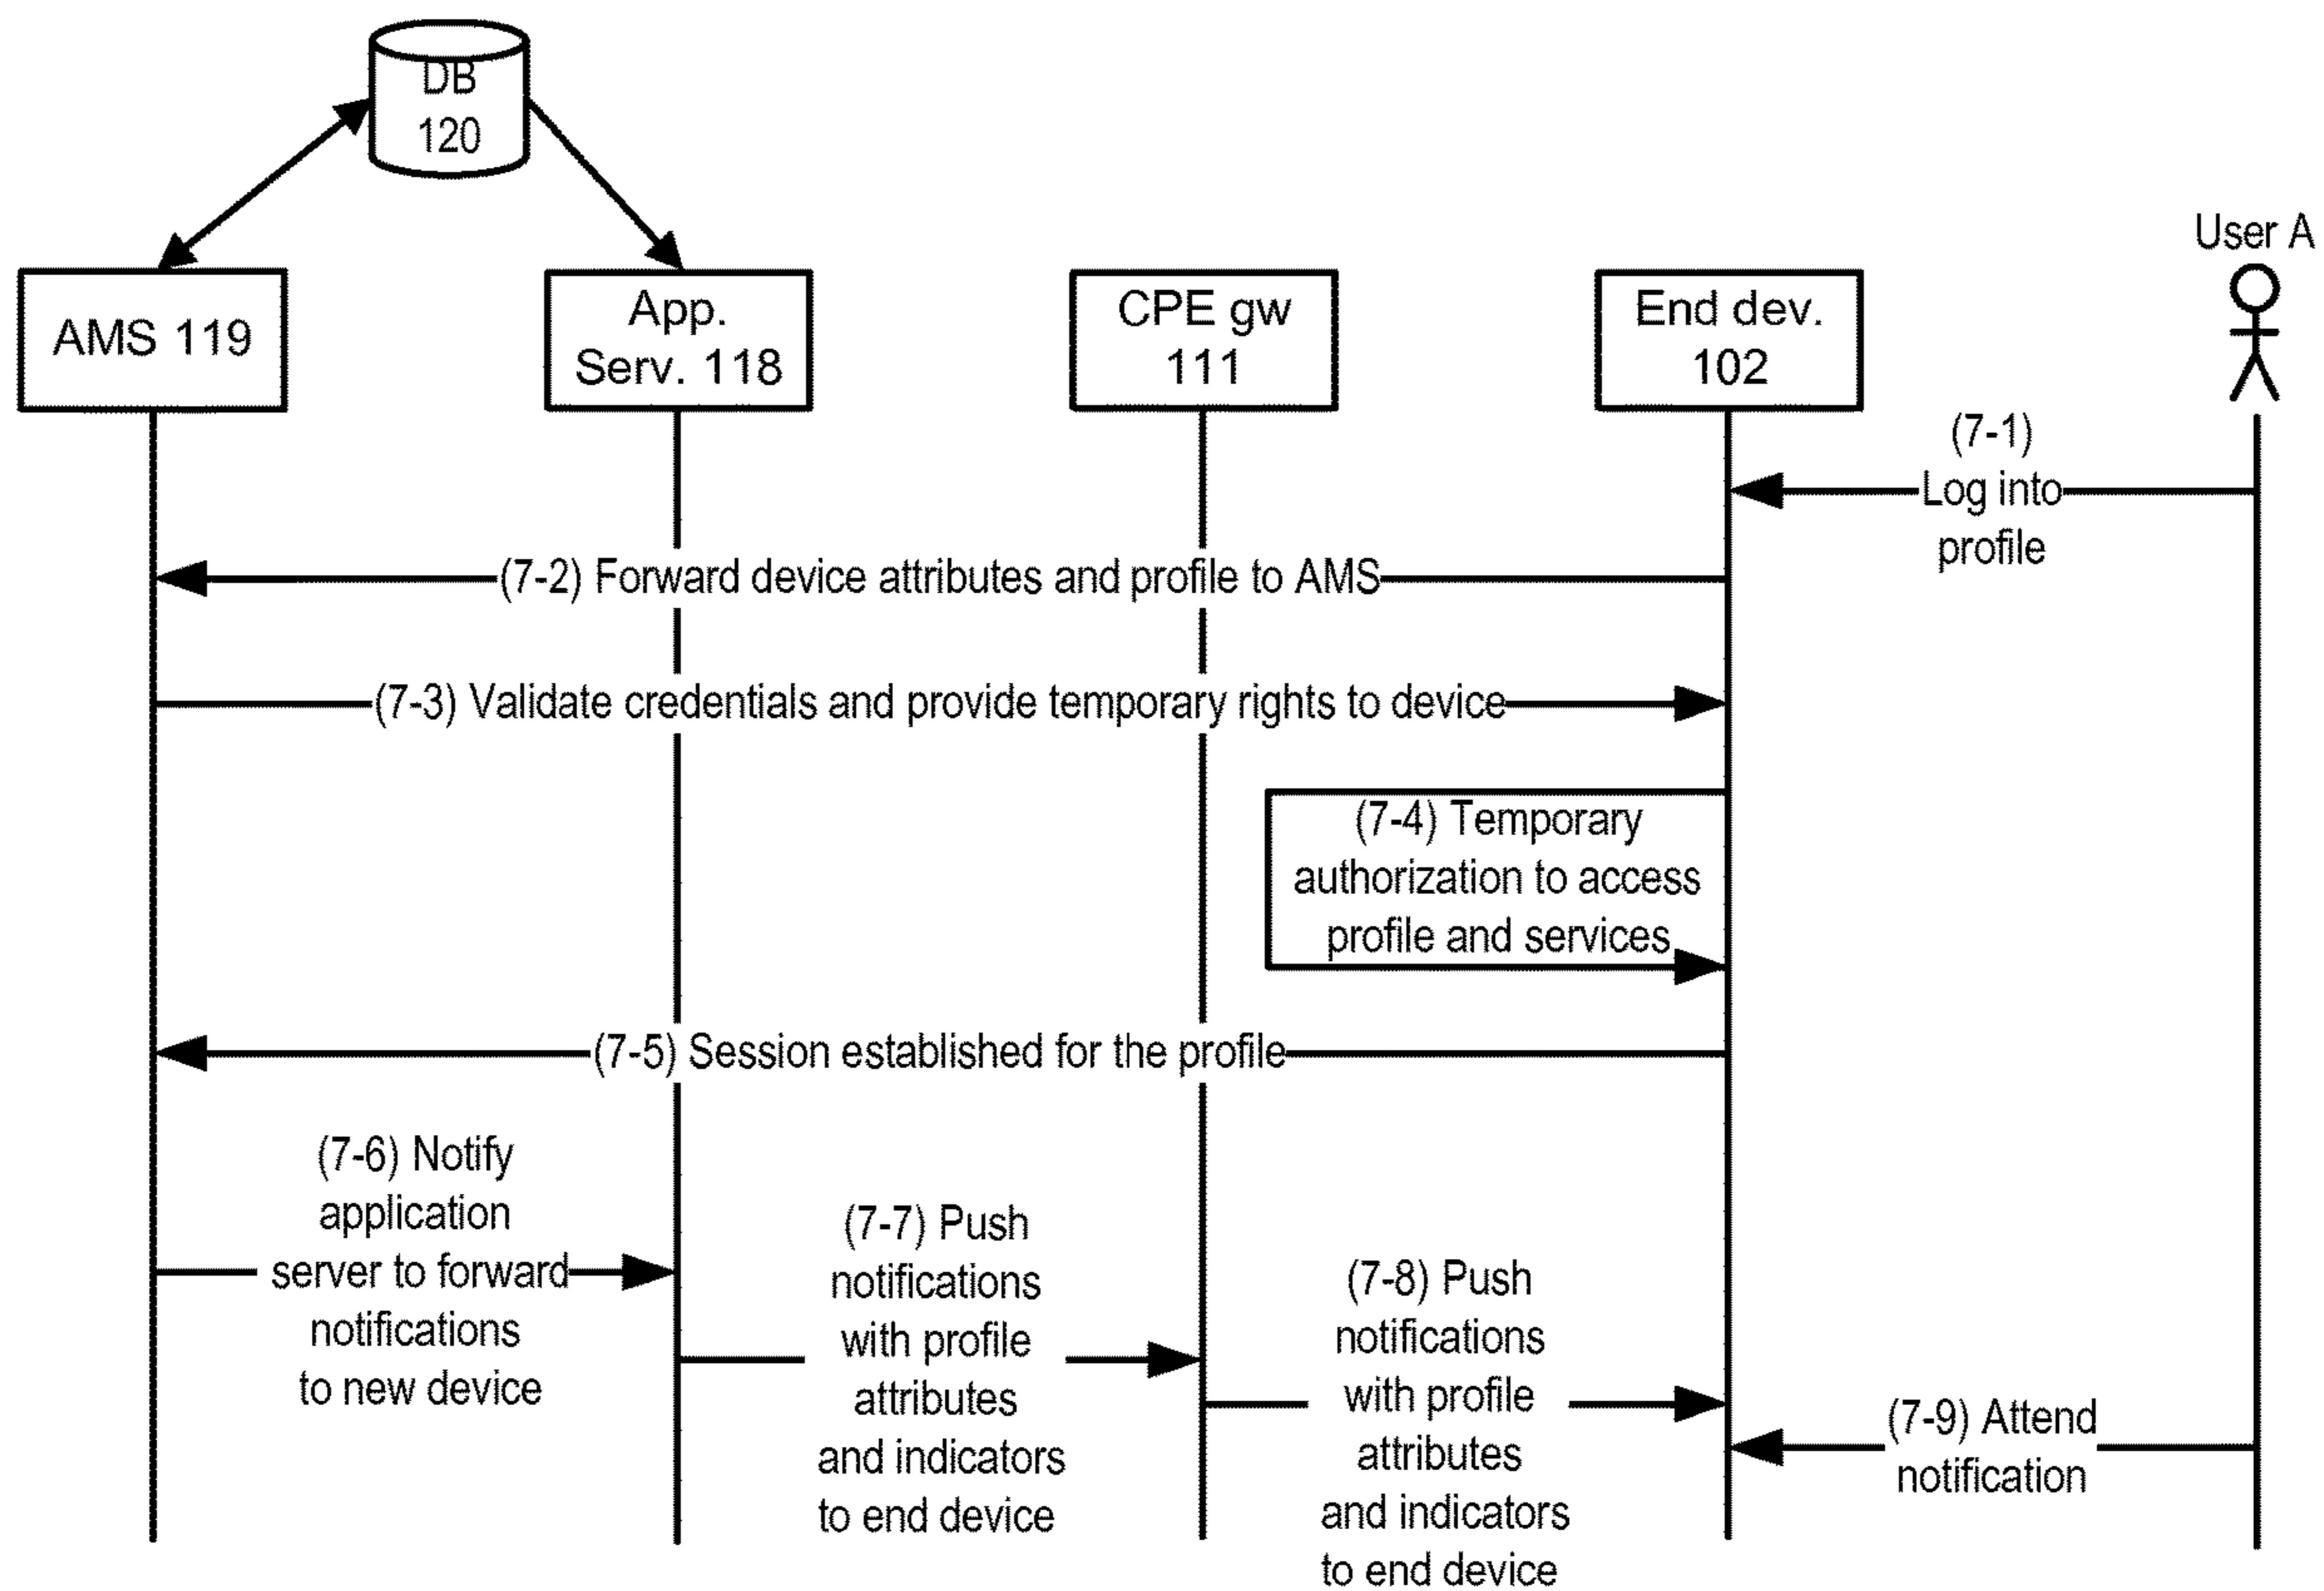 DB
120
User A
AMS 119
App.
Serv. 118
CPE gw
111
End dev.
102
(7-1)
Log into
profile
(7-2) Forward device attributes and profile to AMS
(7-3) Validate credentials and provide temporary rights to device
(7-4) Temporary
authorization to access
profile and services
(7-5) Session established for the profile
(7-6) Notify
application
server to forward
notifications
to new device
(7-7) Push
notifications
with profile
attributes
and indicators
to end device
(7-8) Push
notifications
with profile
attributes
and indicators
to end device
(7-9) Attend
notification